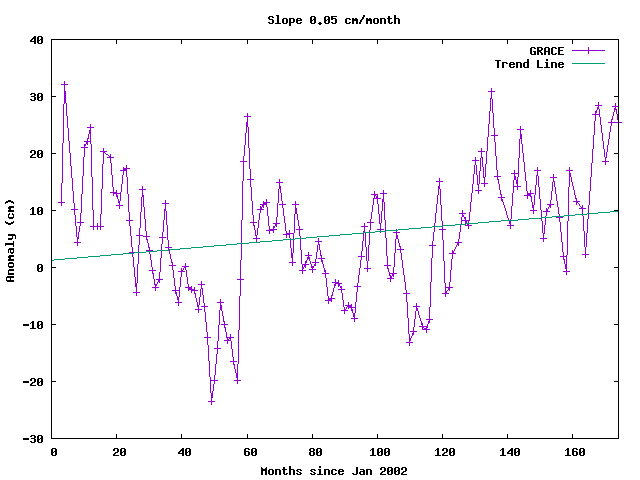 Slope 0.05 cm/month
GRACE
Trend Line
40
30
20
10
0
-10
-20
-30
Anomaly (cm)
0 20 40 60 80 100 120 140 160
Months since Jan 2002